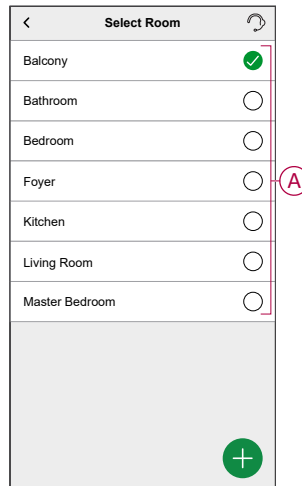 Select Room
Balcony
Bathroom
Bedroom
Foyer
A
Kitchen
Living Room
Master Bedroom